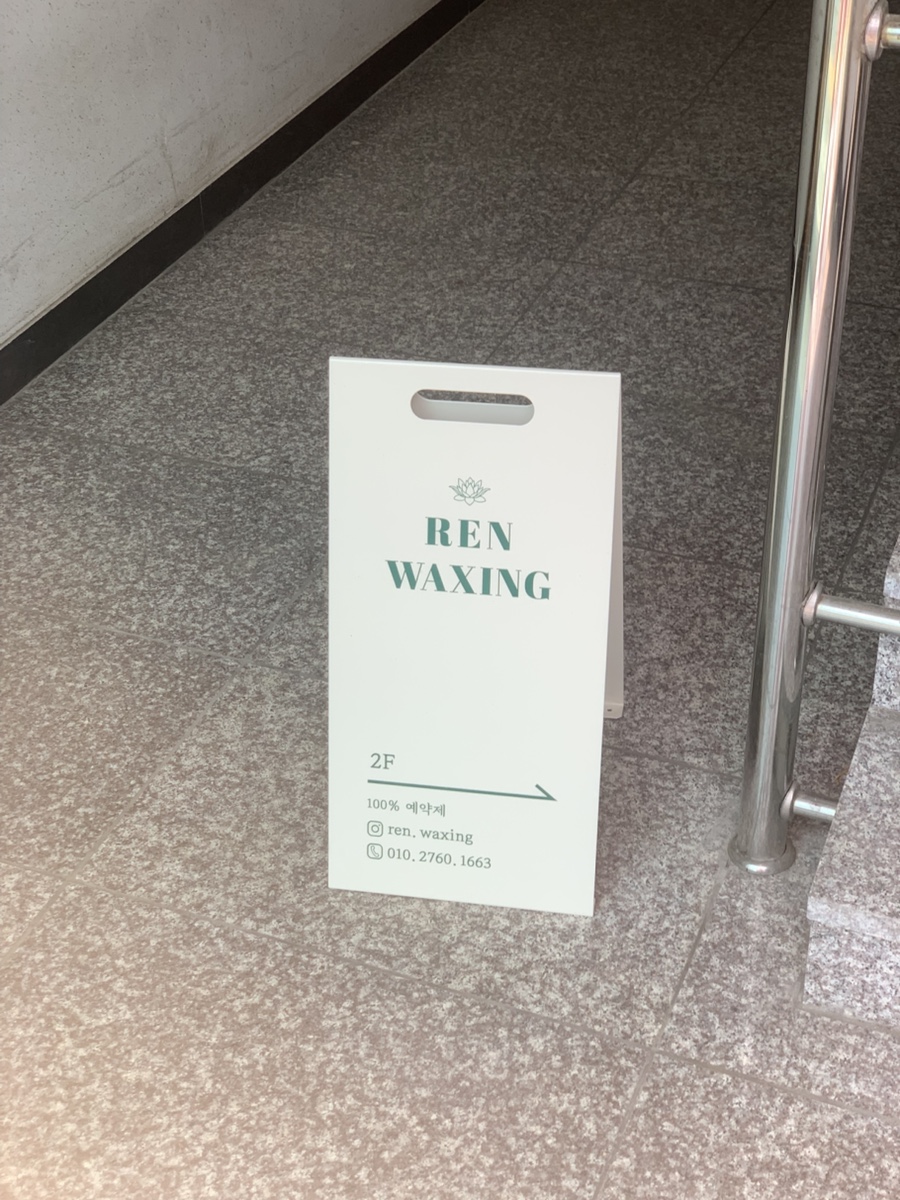 REN
WAXING
2F
100% 예약제
ren. waxing
010. 2760. 1663